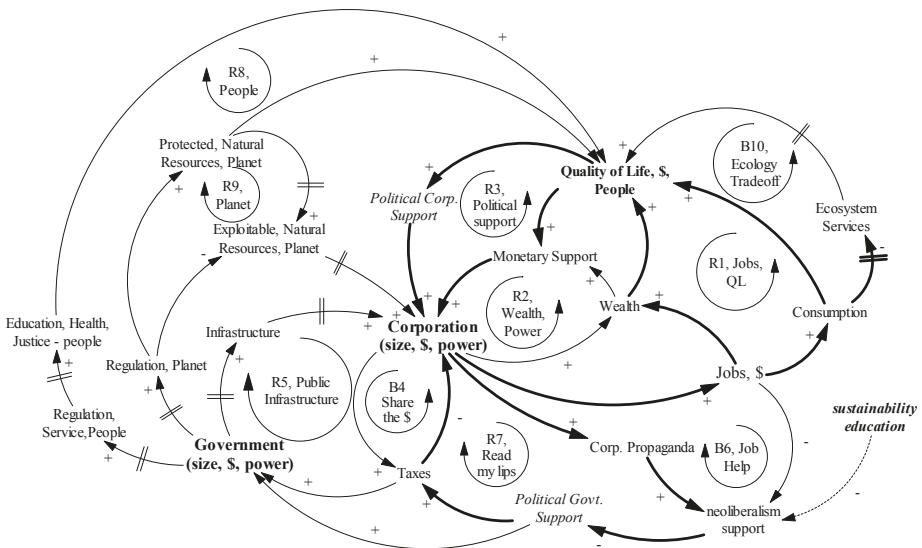 R8,
People
Protected, Natural
Resources, Planet
R9,
Planet
Exploitable, Natural
Resources, Planet
Political Corp.
Support
R3,
Political
support
Quality of Life, $,
People
B10,
Ecology
Tradeoff
Ecosystem
Services
R1, Jobs,
QL
Monetary Support
R2,
Wealth,
Power
Wealth
Consumption
Education, Health,
Justice - people
Infrastructure
Corporation
(size, $, power)
Regulation, Planet
R5, Public
Infrastructure
B4
Share
the $
Jobs, $
Regulation,
Service,People
Government
(size, $, power)
R7,
Read
my lips
Corp. Propaganda
B6, Job
Help
sustainability
education
Taxes
Political Govt.
Support
neoliberalism
support